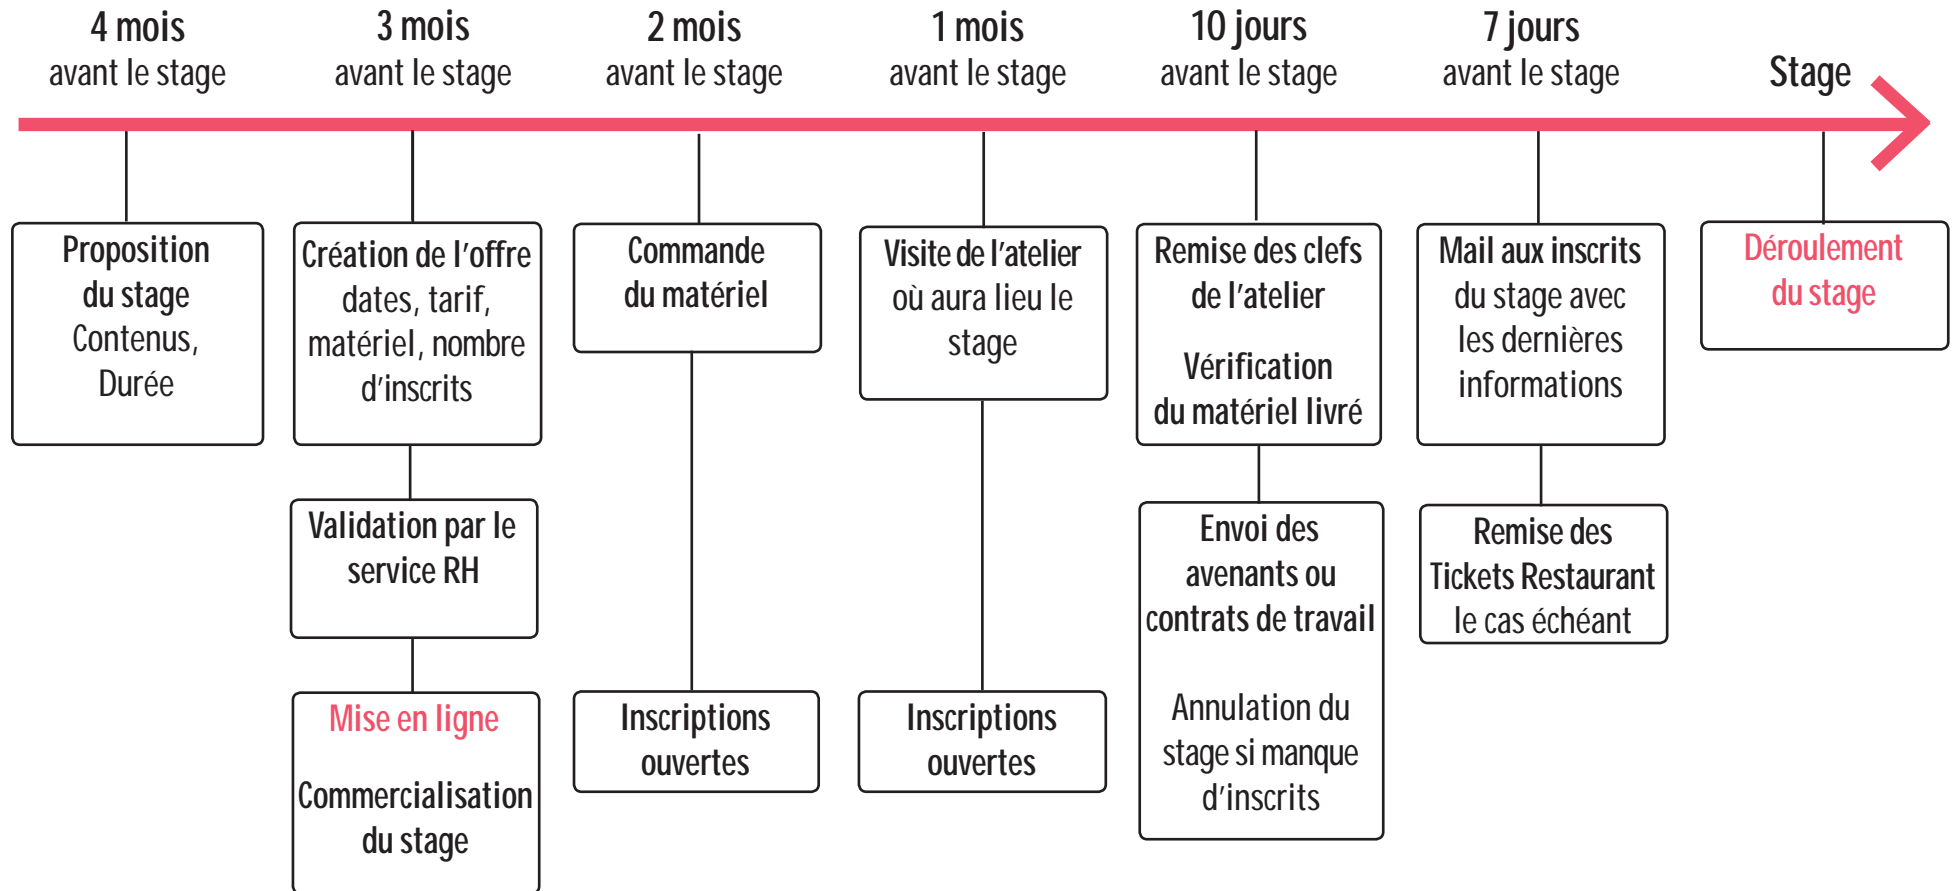 4 mois
avant le stage
3 mois
avant le stage
2 mois
avant le stage
1 mois
avant le stage
10 jours
avant le stage
7 jours
avant le stage
Stage
Proposition
du stage
Contenus,
Durée
Création de l'offre
dates, tarif,
matériel, nombre
d'inscrits
Validation par le
service RH
Mise en ligne
Commercialisation
du stage
Commande
du matériel
Inscriptions
ouvertes
Visite de l'atelier
où aura lieu le
stage
Inscriptions
ouvertes
Remise des clefs
de l'atelier
Vérification
du matériel livré
Envoi des
avenants ou
contrats de travail
Annulation du
stage si manque
d'inscrits
Mail aux inscrits
du stage avec
les dernières
informations
Remise des
Tickets Restaurant
le cas échéant
Déroulement
du stage